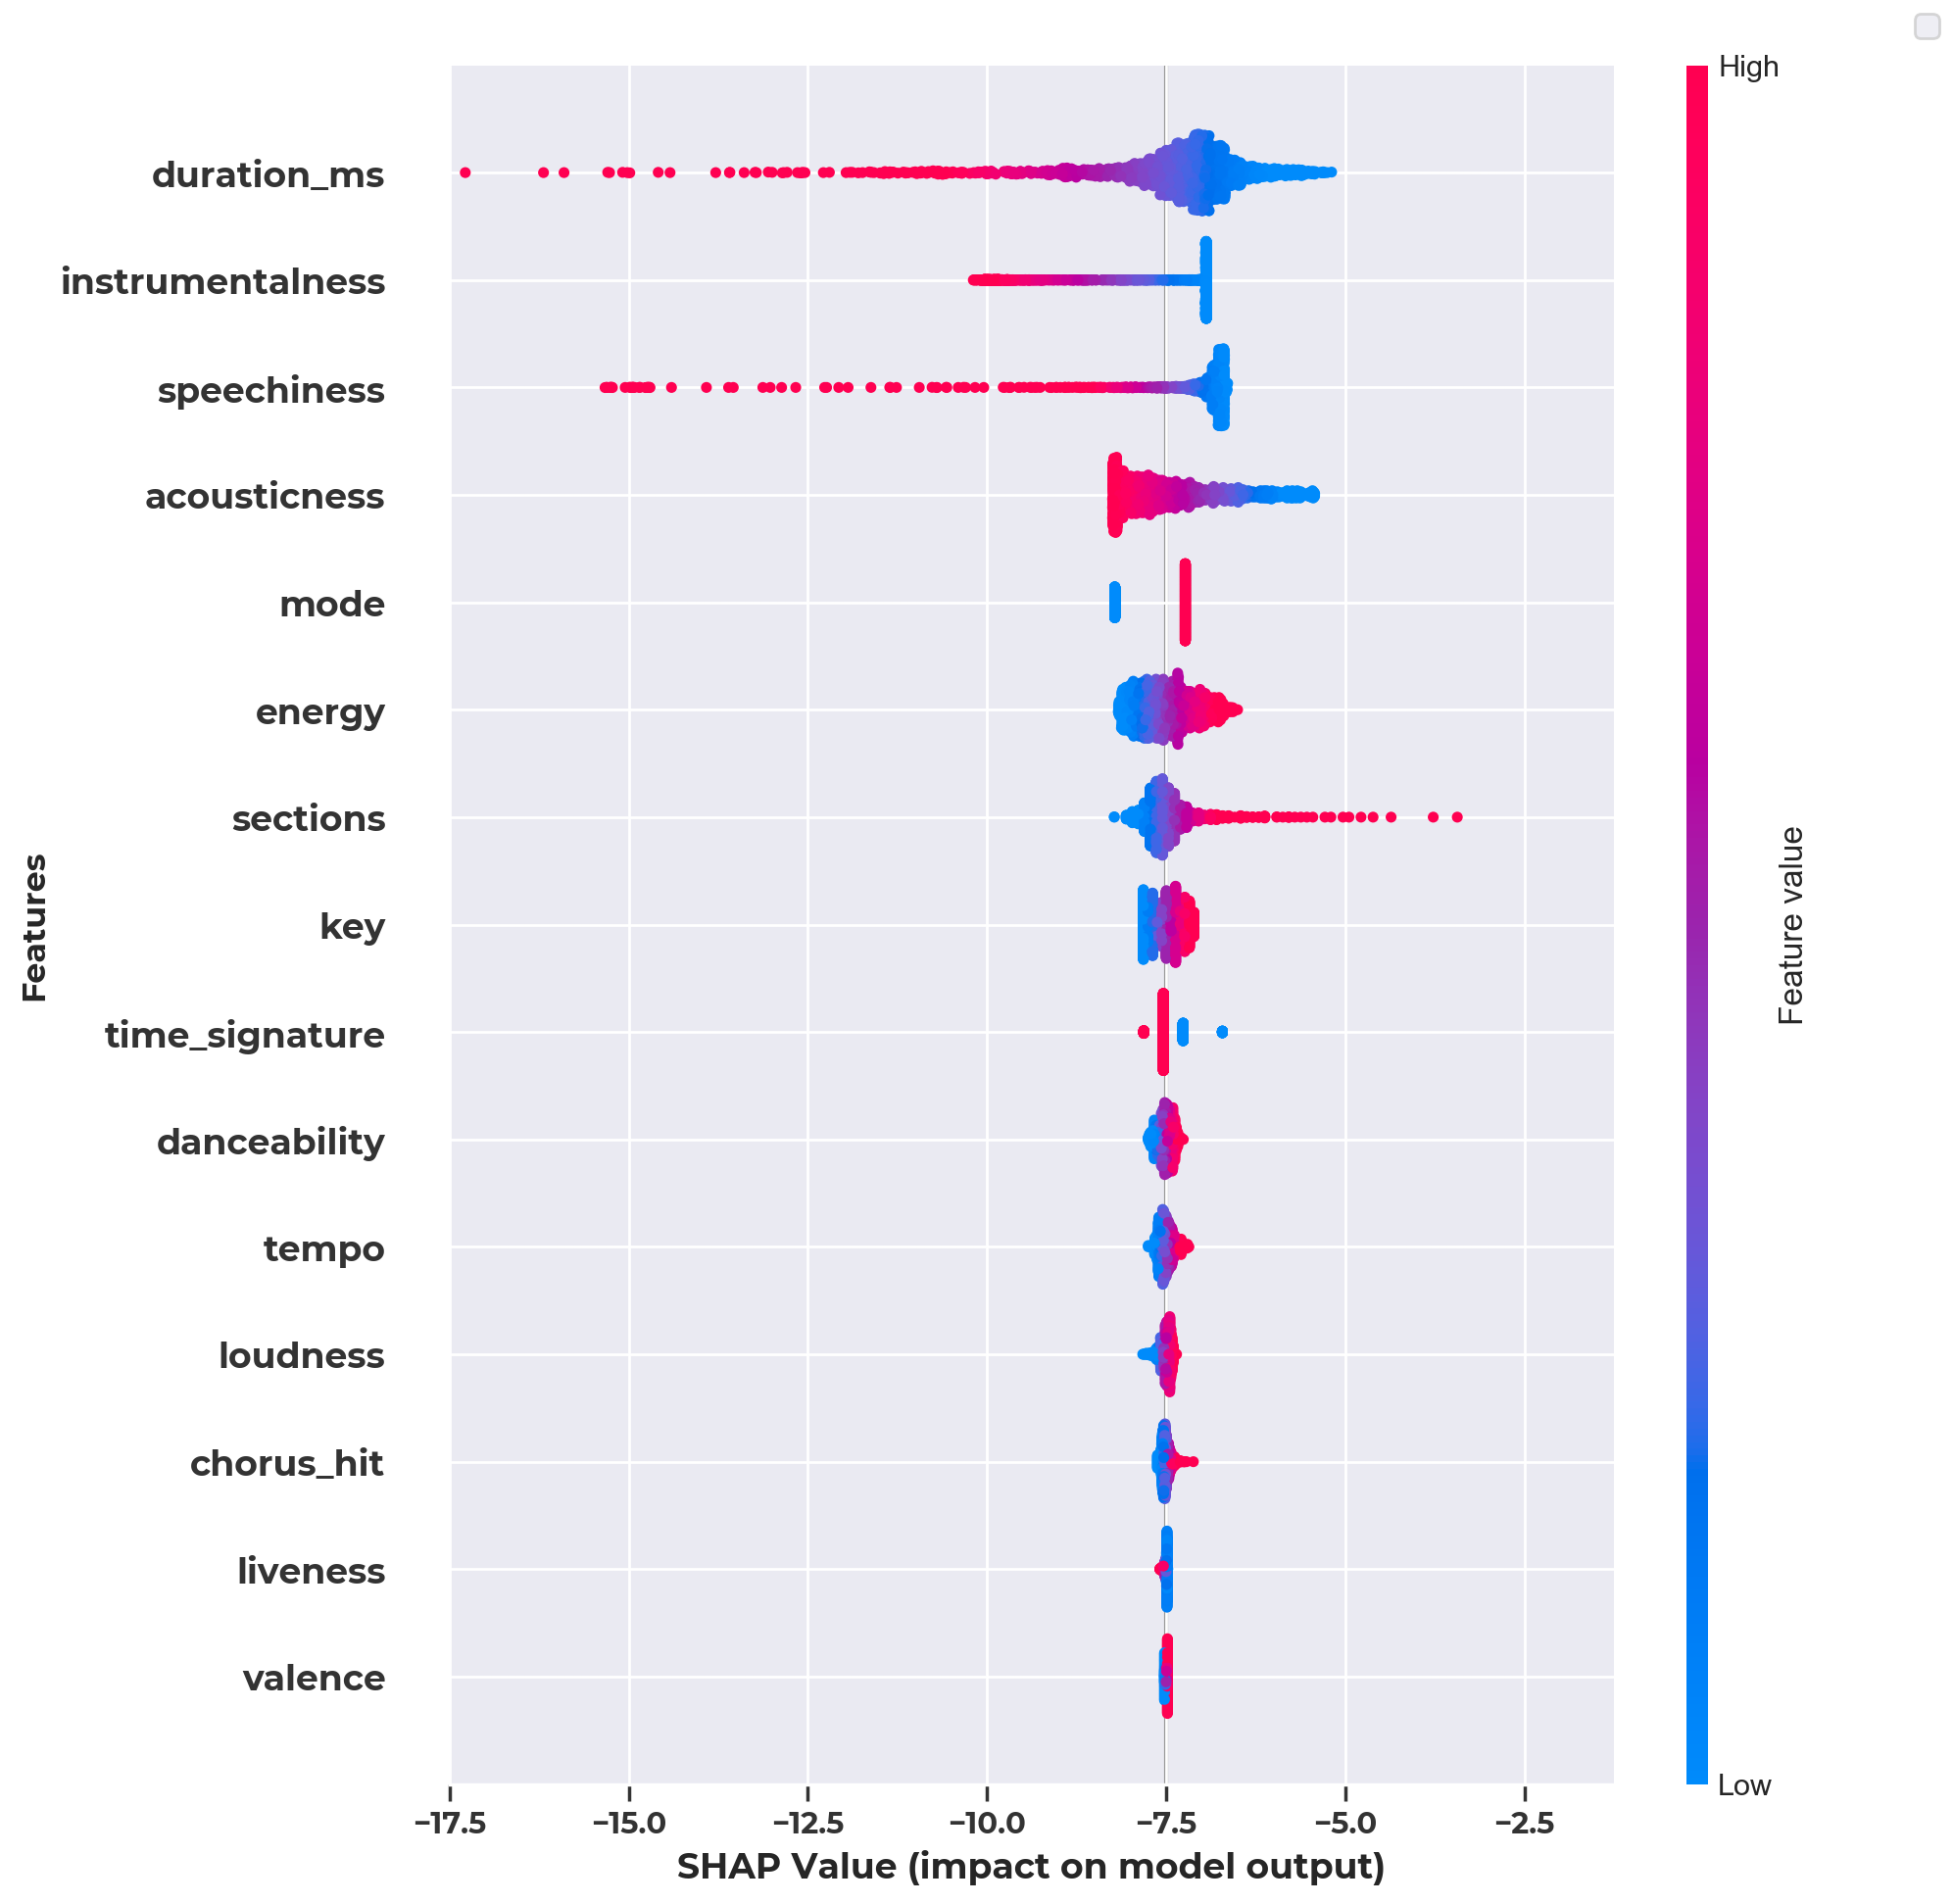 High
duration_ms
instrumentalness
speechiness
acousticness
mode
energy
sections
key
time_signature
danceability
tempo
loudness
chorus_hit
liveness
valence
Features
Feature value
Low
−17.5 −15.0 −12.5 −10.0 −7.5 −5.0 −2.5
SHAP Value (impact on model output)